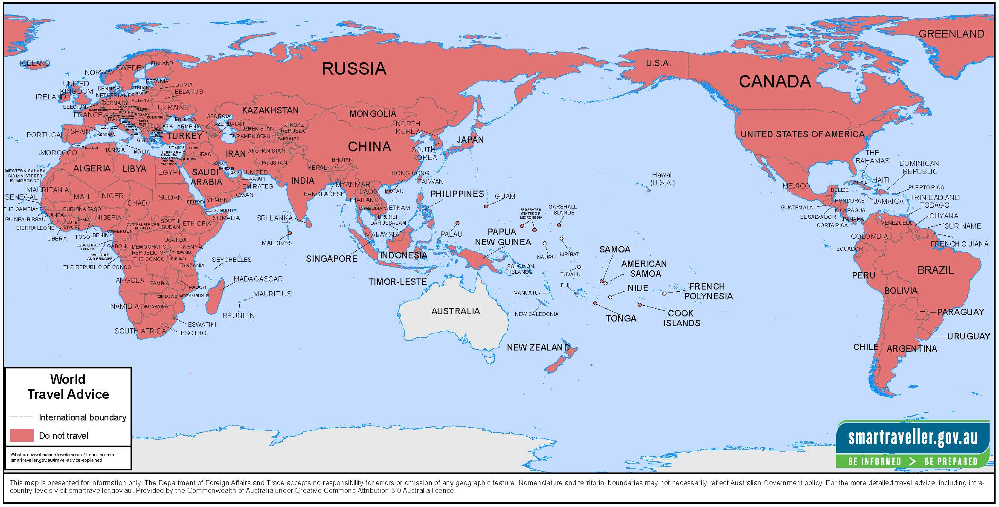 GREENLAND
ICELAND
NORWAY
SWEDEN
FINLAND
RUSSIA
U.S.A.
CANADA
UNITED
KINGDOM
IRELAND
DENMARK
NETHERLANDS
BELGIUM
GERMANY
ESTONIA
LITHUANIA
RUSSIA
LATVIA
BELARUS
POLAND
UKRAINE
FRANCE
AUSTRIA
HUNGARY
ROMANIA
ITALY
MOLDOVA
BULGARIA
PORTUGAL
SPAIN
ANDORRA
GREECE
TURKEY
ARMENIA
GEORGIA
AZERBAIJAN
KAZAKHSTAN
UZBEKISTAN
TURKMENISTAN
KTRGYZ
REPUBLIC
TAJIKISTAN
MONGOLIA
CHINA
NORTH
KOREA
SOUTH
KOREA
JAPAN
UNITED STATES OF AMERICA
MOROCCO
GIBRALTAR
TUNISIA
MALTA
CYPRUS
SYRIA
LEBANON
ISRAEL, THE
GAZA STRIP
AND THE
WEST BANK
JORDAN
IRAQ
IRAN
AFGHANISTAN
KUWAIT
BAHRAIN
QATAR
UNITED
ARAB
EMIRATES
PAKISTAN
NEPAL
BHUTAN
WESTERN SAHARA
(ADMINISTERED
BY MOROCCO)
ALGERIA
LIBYA
EGYPT
SAUDI
ARABIA
OMAN
YEMEN
INDIA
BANGLADESH
MYANMAR
LAOS
THAILAND
CAMBODIA
VIETNAM
HONG KONG
MACAU
TAIWAN
PHILIPPINES
GUAM
Hawaii
(U.S.A.)
MEXICO
THE
BAHAMAS
DOMINICAN
REPUBLIC
HAITI
CUBA
PUERTO RICO
BELIZE
HONDURAS
JAMAICA
TRINIDAD AND
TOBAGO
GUATEMALA
NICARAGUA
EL SALVADOR
PANAMA
COSTA RICA
VENEZUELA
GUYANA
SURINAME
COLOMBIA
FRENCH GUIANA
ECUADOR
MAURITANIA
MALI
NIGER
CHAD
SUDAN
ERITREA
DJIBOUTI
SENEGAL
THE GAMBIA
GUINEA-BISSAU
GUINEA
SIERRA LEONE
LIBERIA
BURKINA FASO
CÔTE
D'IVOIRE
GHANA
TOGO
BENIN
NIGERIA
CAMEROON
CENTRAL AFRICAN
REPUBLIC
SOUTH
SUDAN
ETHIOPIA
SOMALIA
EQUATORIAL
GUINEA
SÃO TOMÉ
AND PRINCIPE
GABON
THE REPUBLIC OF CONGO
DEMOCRATIC
REPUBLIC OF
THE CONGO
UGANDA
KENYA
RWANDA
BURUNDI
TANZANIA
SEYCHELLES
ANGOLA
ZAMBIA
MALAWI
ZIMBABWE
MOZAMBIQUE
MADAGASCAR
MAURITIUS
RÉUNION
NAMIBIA
BOTSWANA
ESWATINI
LESOTHO
SOUTH AFRICA
SRI LANKA
MALDIVES
BRUNEI
DARUSSALAM
MALAYSIA
SINGAPORE
INDONESIA
TIMOR-LESTE
PALAU
FEDERATED
STATES OF
MICRONESIA
MARSHALL
ISLANDS
PAPUA
NEW GUINEA
NAURU
KIRIBATI
SOLOMON
ISLANDS
TUVALU
SAMOA
AMERICAN
SAMOA
FIJI
VANUATU
NEW CALEDONIA
NIUE
FRENCH
POLYNESIA
TONGA
COOK
ISLANDS
AUSTRALIA
NEW ZEALAND
PERU
BRAZIL
BOLIVIA
PARAGUAY
URUGUAY
CHILE
ARGENTINA
World
Travel Advice
International boundary
Do not travel
What do travel advice levels mean? Learn more at
smartraveller.gov.au/travel-advice-explained
smartraveller.gov.au
BE INFORMED > BE PREPARED
This map is presented for information only. The Department of Foreign Affairs and Trade accepts no responsibility for errors or omission of any geographic feature. Nomenclature and territorial boundaries may not necessarily reflect Australian Government policy. For the more detailed travel advice, including intra-
country levels visit smartraveller.gov.au. Provided by the Commonwealth of Australia under Creative Commons Attribution 3.0 Australia licence.